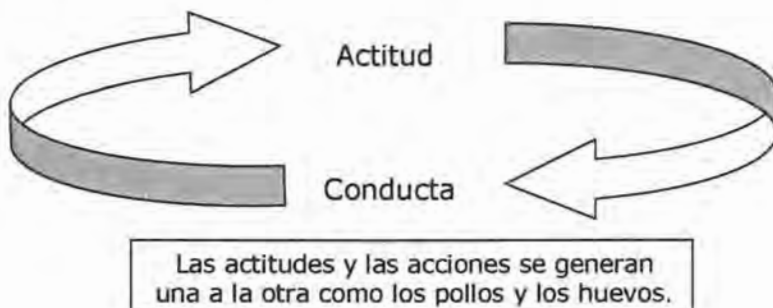 Actitud
Conducta
Las actitudes y las acciones se generan
una a la otra como los pollos y los huevos.